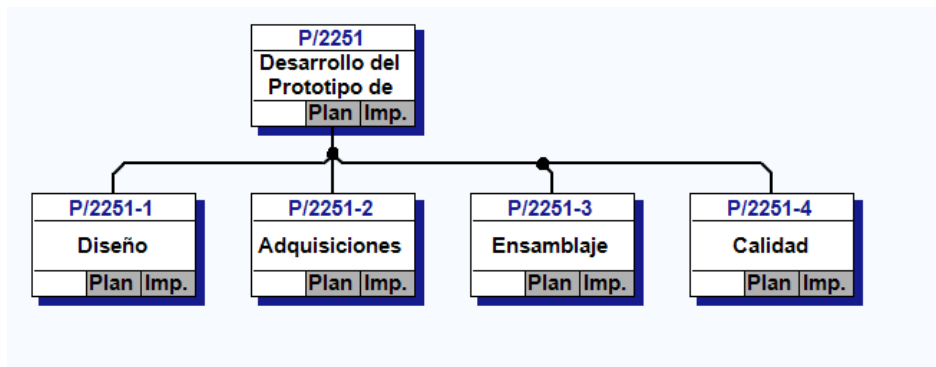 P/2251
Desarrollo del
Prototipo de
Plan Imp.
P/2251-1 P/2251-2 P/2251-3 P/2251-4
Diseño Adquisiciones Ensamblaje Calidad
Plan Imp. Plan Imp. Plan Imp. Plan Imp.